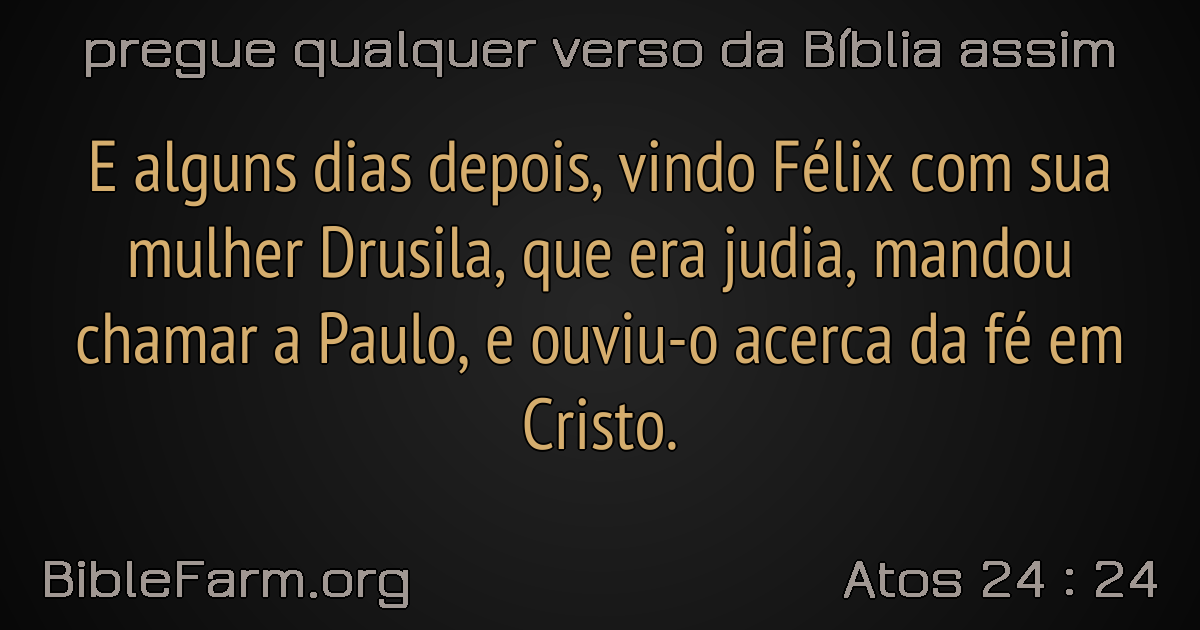 pregue qualquer verso da Bíblia assim
E alguns dias depois, vindo Félix com sua
mulher Drusila, que era judia, mandou
chamar a Paulo, e ouviu-o acerca da fé em
Cristo.
BibleFarm.org
Atos 24 : 24